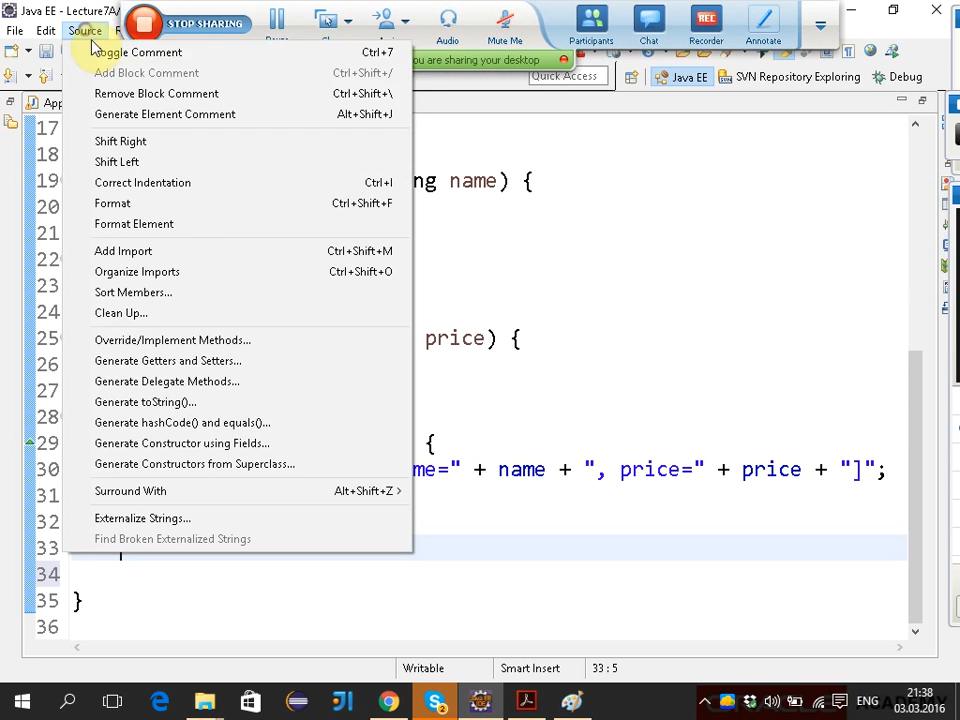 Java EE - Lecture7A/
STOP SHARING
Audio
Mute Me
Participants
Chat
Recorder
REC
Annotate
File Edit Source
ou are sharing your desktop
Quick Access
Java EE
SVN Repository Exploring
Debug
oggle Comment Ctrl+7
Add Block Comment Ctrl+Shift+/
Remove Block Comment Ctrl+Shift+\
Generate Element Comment Alt+Shift+J
Shift Right
Shift Left
Correct Indentation Ctrl+I
Format Ctrl+Shift+F
Format Element
Add Import Ctrl+Shift+M
Organize Imports Ctrl+Shift+O
Sort Members...
Clean Up...
Override/Implement Methods...
Generate Getters and Setters...
Generate Delegate Methods...
Generate toString()...
Generate hashCode() and equals()...
Generate Constructor using Fields...
Generate Constructors from Superclass...
Surround With Alt+Shift+Z
Externalize Strings...
Find Broken Externalized Strings
App
17
18
19 ng name) {
20
21
22
23
24
25 price) {
26
27
28
29 {
30 me=" + name + ", price=" + price + "]";
31
32
33
34
35 }
36
Writable
Smart Insert
33 : 5
ENG
21:38
03.03.2016